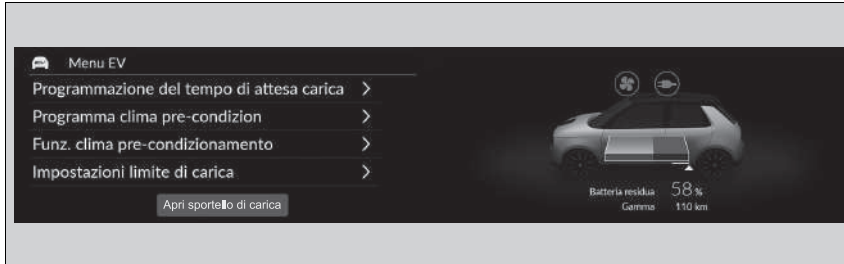 Menu EV
Programmazione del tempo di attesa carica
Programma clima pre-condizion
Funz. clima pre-condizionamento
Impostazioni limite di carica
Apri sportello di carica
Batteria residua 58 %
Gamma 110 km